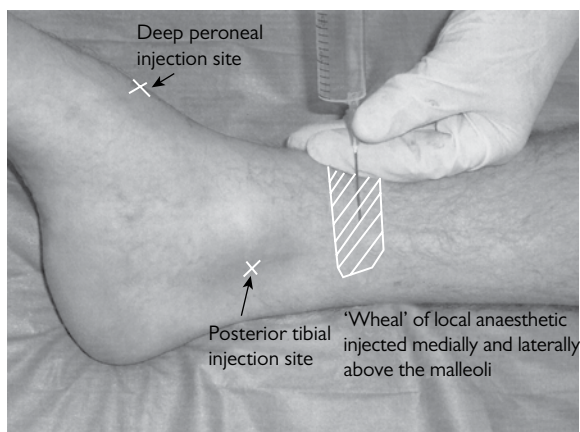 Deep peroneal
injection site
Posterior tibial
injection site
‘Wheal’ of local anaesthetic
injected medially and laterally
above the malleoli